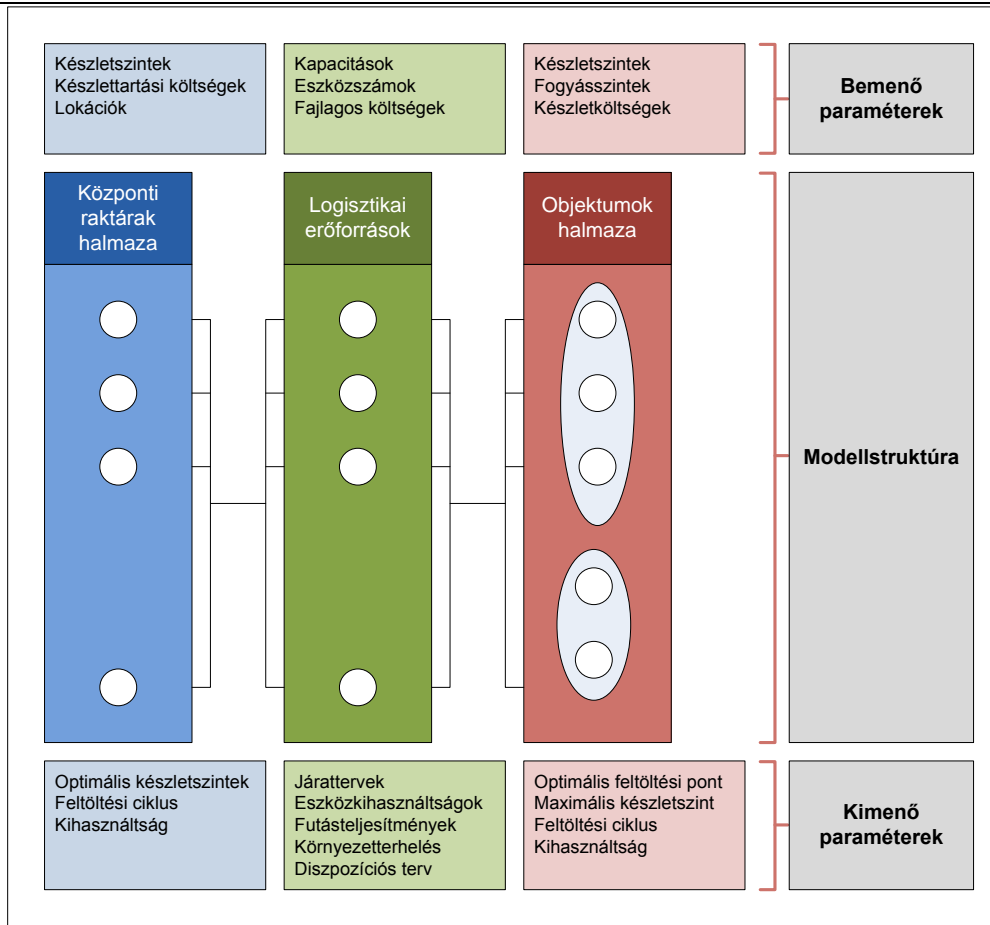 Készletszintek
Készlettartási költségek
Lokációk
Kapacitások
Eszközszámok
Fajlagos költségek
Készletszintek
Fogyásszintek
Készletköltségek
Bemenő
paraméterek
Központi
raktárak
halmaza
Logisztikai
erőforrások
Objektumok
halmaza
Modellstruktúra
Optimális készletszintek
Feltöltési ciklus
Kihasználtság
Járattervek
Eszközkihasználtságok
Futásteljesítmények
Környezetterhelés
Diszpozíciós terv
Optimális feltöltési pont
Maximális készletszint
Feltöltési ciklus
Kihasználtság
Kimenő
paraméterek